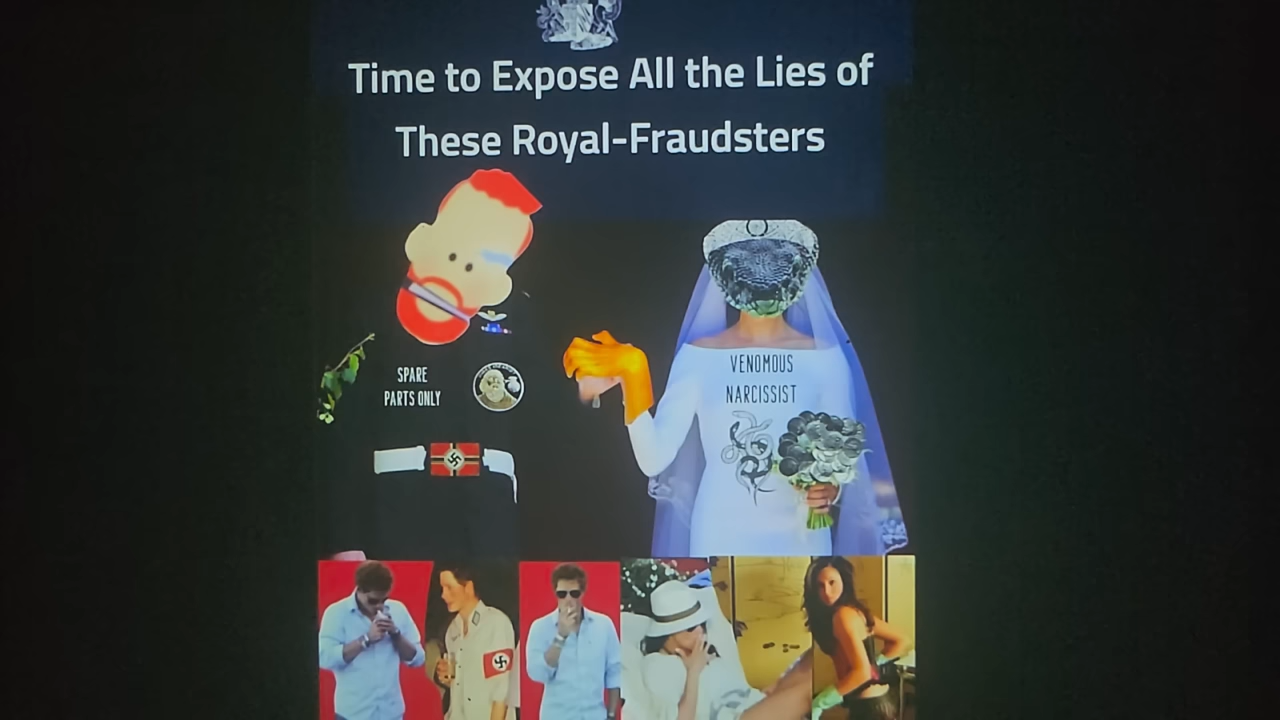 Time to Expose All the Lies of
These Royal-Fraudsters
SPARE
PARTS ONLY
VENOMOUS
NARCISSIST